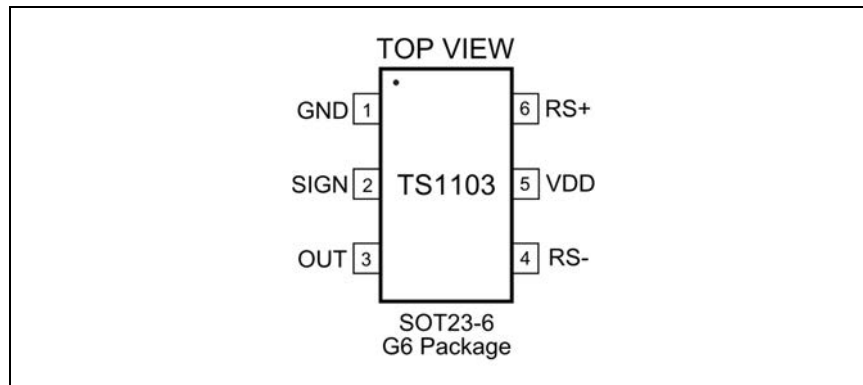 TOP VIEW
GND 1
6 RS+
SIGN 2
TS1103
5 VDD
OUT 3
4 RS-
SOT23-6
G6 Package